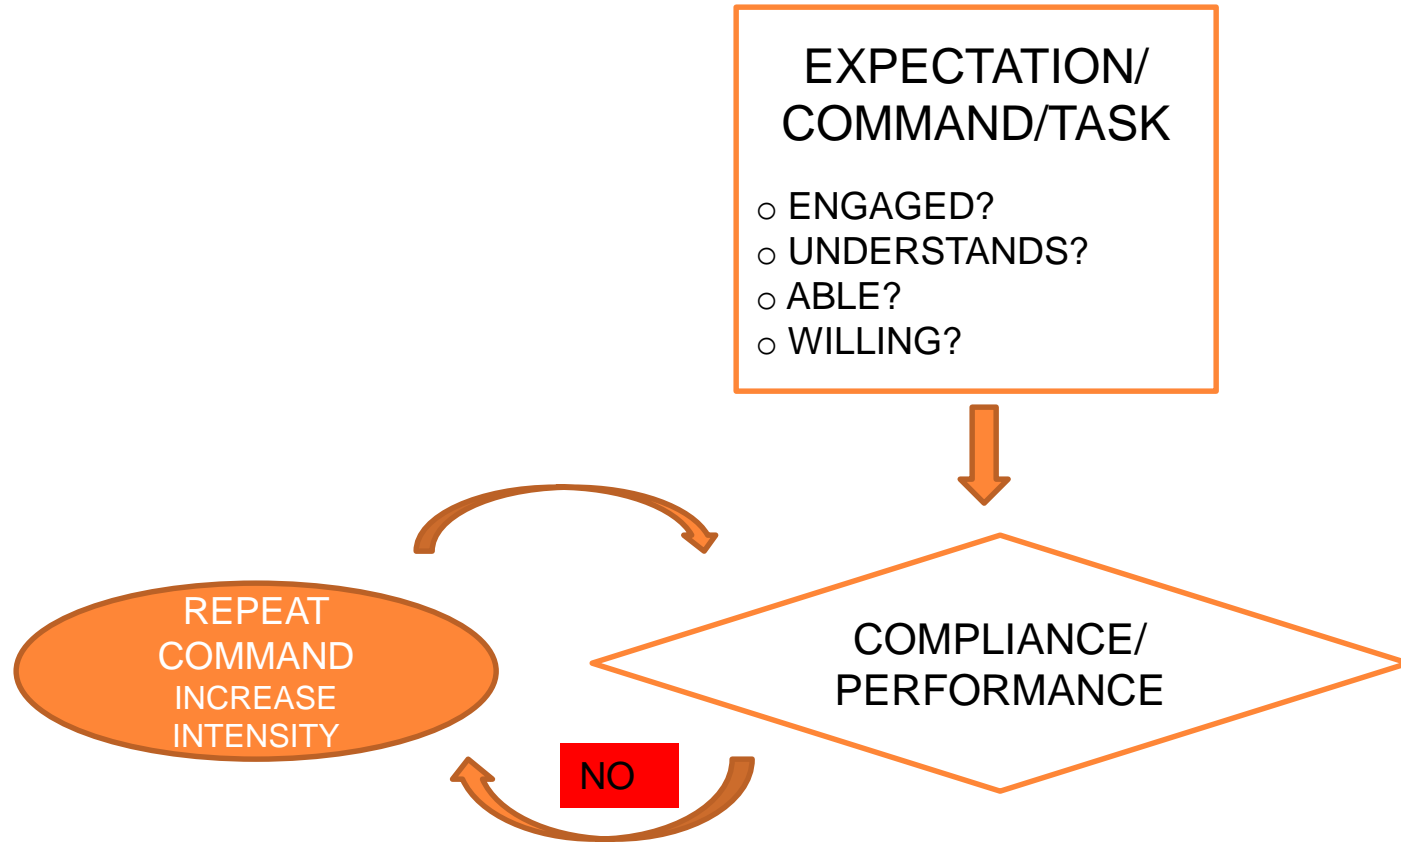 EXPECTATION/
COMMAND/TASK
o ENGAGED?
o UNDERSTANDS?
o ABLE?
o WILLING?
REPEAT
COMMAND
INCREASE
INTENSITY
COMPLIANCE/
PERFORMANCE
NO